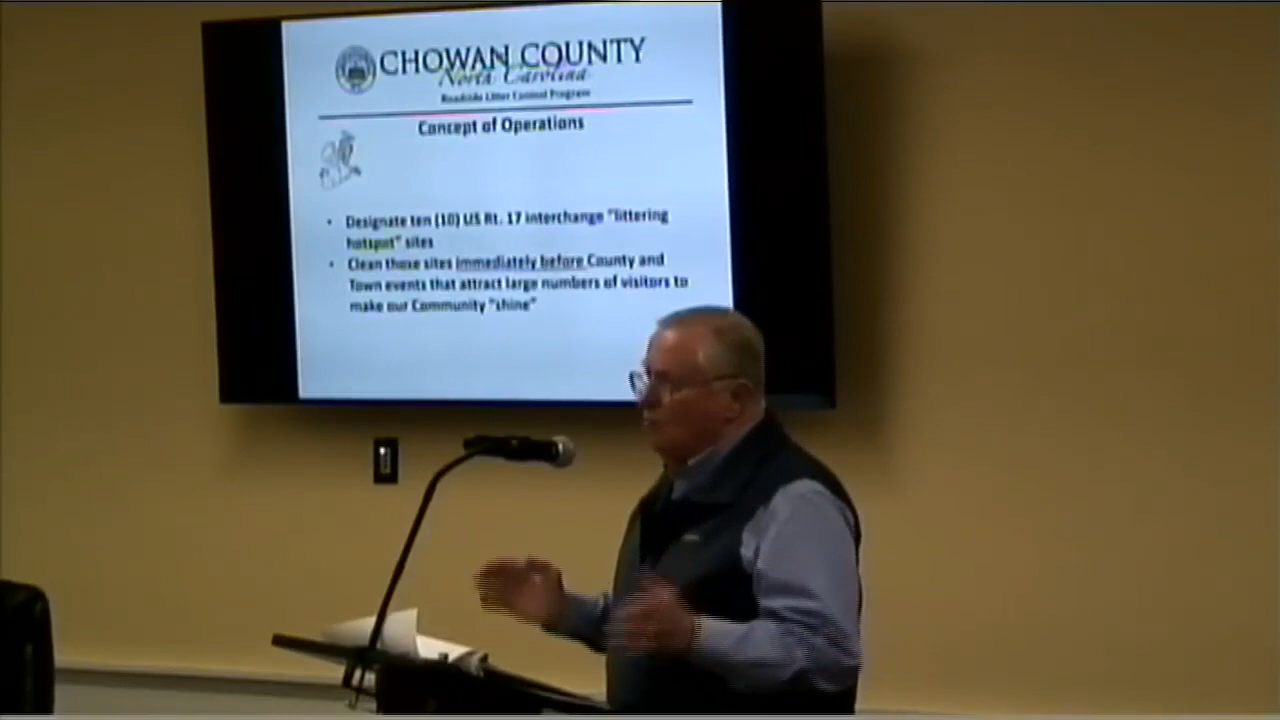 CHOWAN COUNTY
North Carolina
Roadside Litter Control Program
Concept of Operations
• Designate ten (10) US Rt. 17 interchange "littering
hotspot" sites
• Clean those sites immediately before County and
Town events that attract large numbers of visitors to
make our Community "shine"